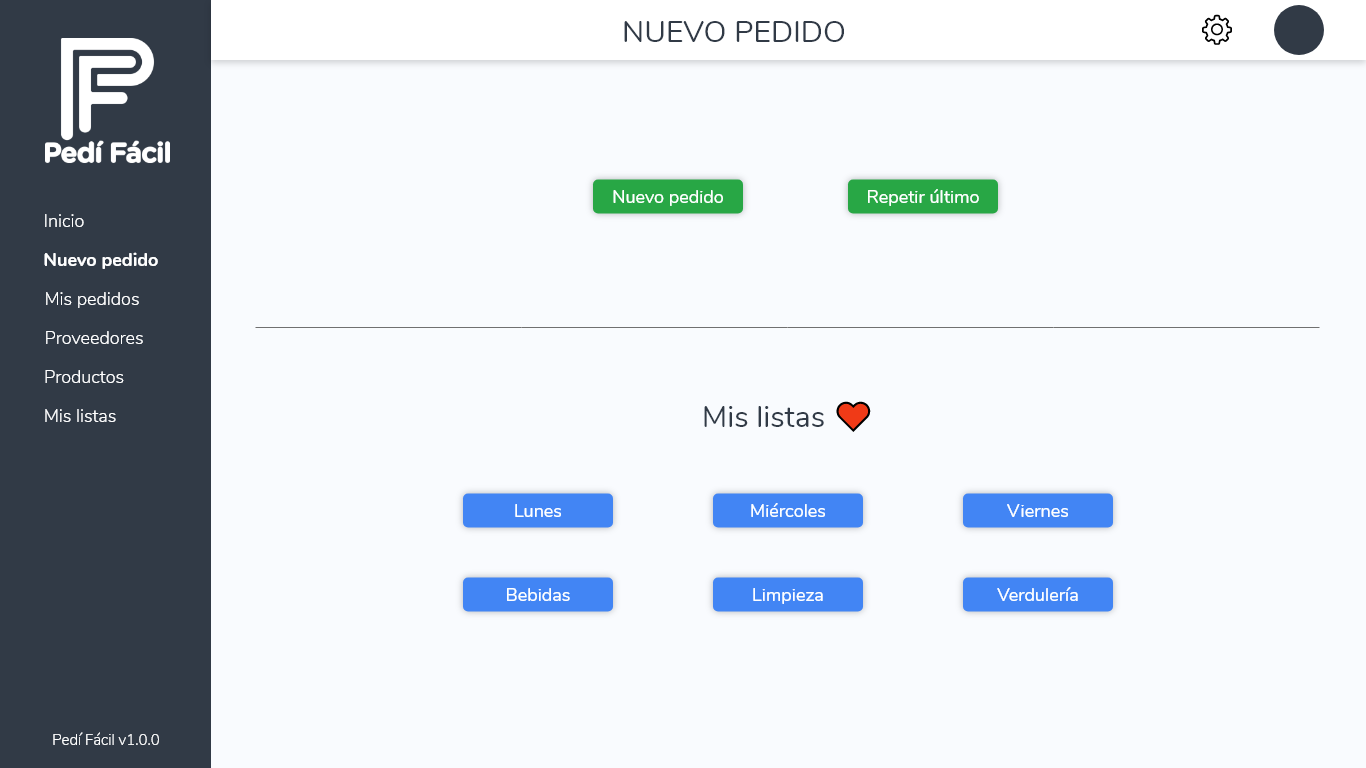 Pedí Fácil
Inicio
Nuevo pedido
Mis pedidos
Proveedores
Productos
Mis listas
Pedí Fácil v1.0.0
NUEVO PEDIDO
Nuevo pedido
Repetir último
Mis listas
Lunes
Miércoles
Viernes
Bebidas
Limpieza
Verdulería